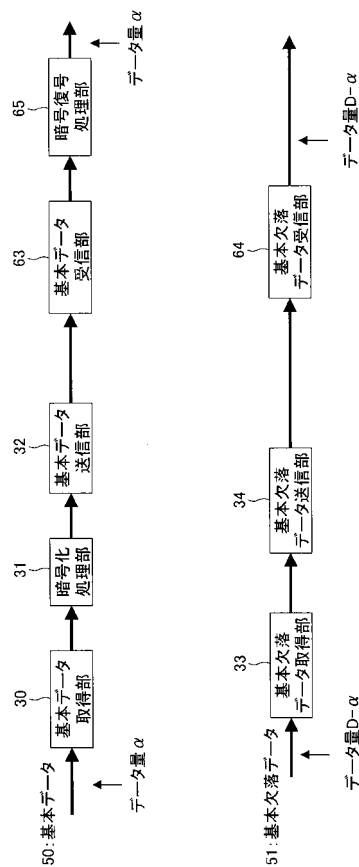 50:基本データ
データ量α
30
基本データ
取得部
31
暗号化
処理部
32
基本データ
送信部
63
基本データ
受信部
65
暗号復号
処理部
データ量α
51:基本欠落データ
データ量D-α
33
基本欠落
データ取得部
34
基本欠落
データ送信部
64
基本欠落
データ受信部
データ量D-α